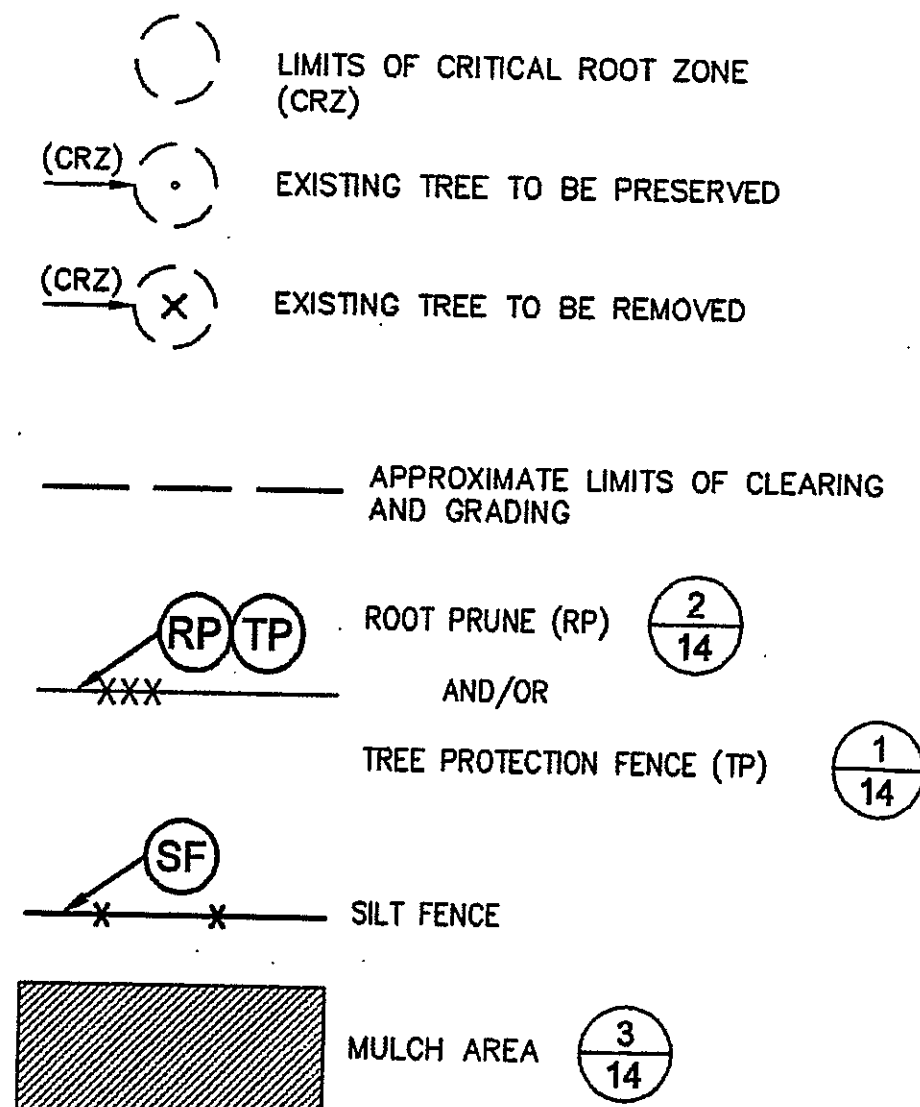 LIMITS OF CRITICAL ROOT ZONE
(CRZ)
(CRZ)
EXISTING TREE TO BE PRESERVED
(CRZ)
X
EXISTING TREE TO BE REMOVED
APPROXIMATE LIMITS OF CLEARING
AND GRADING
RP TP
ROOT PRUNE (RP)
2
14
XXX
AND/OR
TREE PROTECTION FENCE (TP)
1
14
SF
X X
SILT FENCE
MULCH AREA
3
14